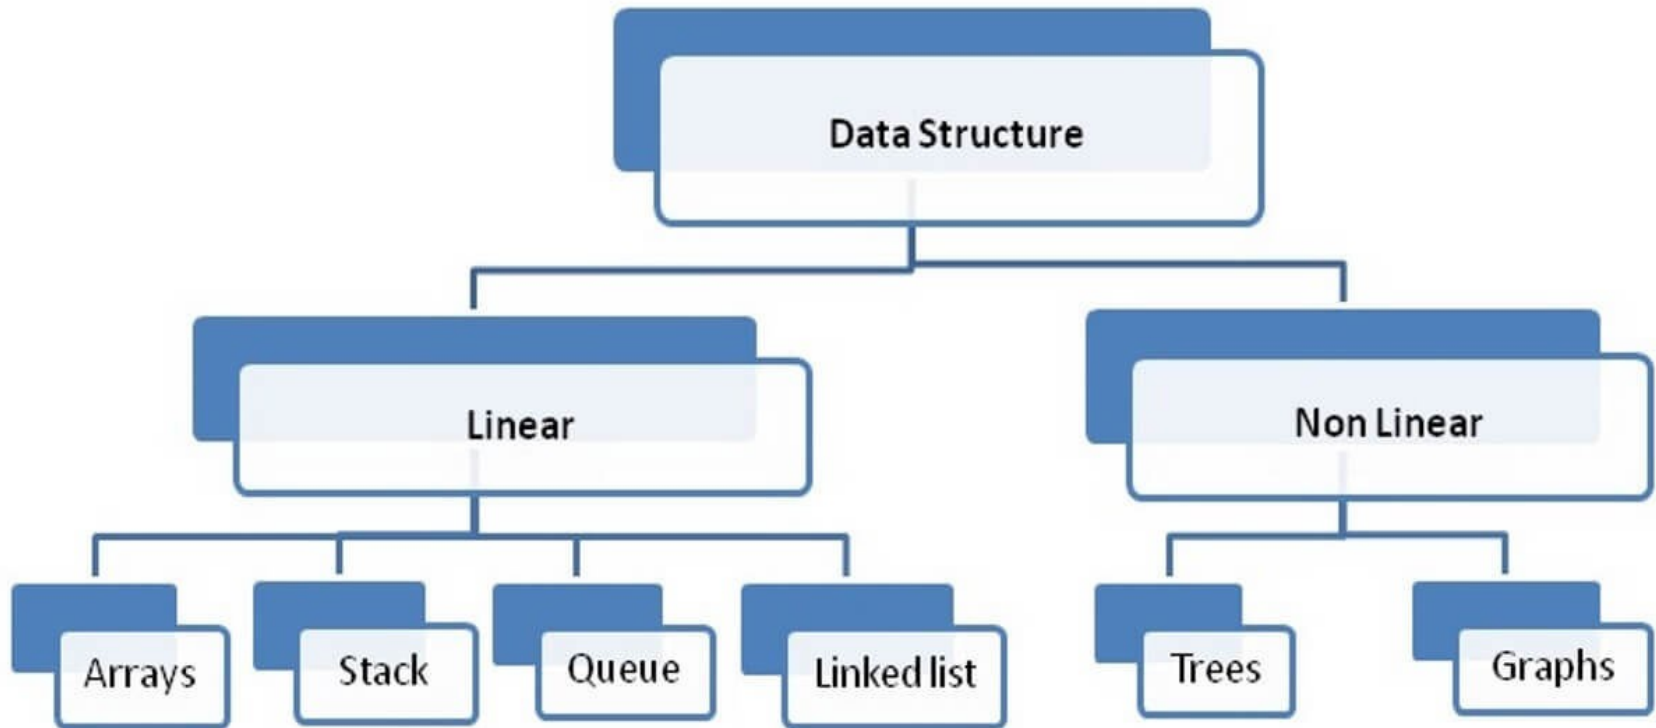 Data Structure
Linear
Non Linear
Arrays
Stack
Queue
Linked list
Trees
Graphs